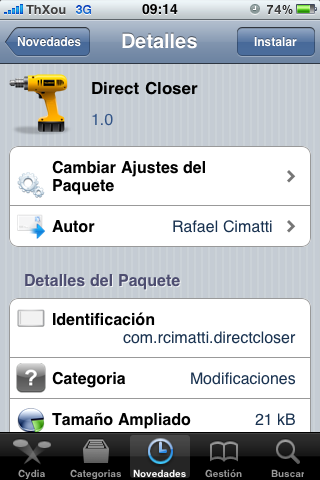 ThXou 3G 09:14 74%
Novedades Detalles Instalar
Direct Closer
1.0
Cambiar Ajustes del
Paquete
Autor Rafael Cimatti
Detalles del Paquete
Identificación
com.rcimatti.directcloser
?
Categoria Modificaciones
Tamaño Ampliado 21 kB
Cydia Categorias Novedades Gestión Buscar